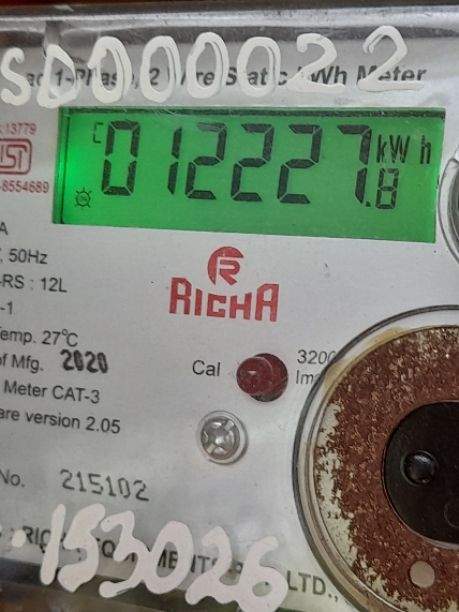 SD000022
1-Phase, 2 Wire Static kWh Meter
:13779
ISI
-8554689
C 012227.8 kWh
A
, 50Hz
-RS : 12L
-1
Temp. 27°C
of Mfg. 2020
Meter CAT-3
are version 2.05
R
RICHA
Cal
3200
Im
No. 215102
153026
LTD.,